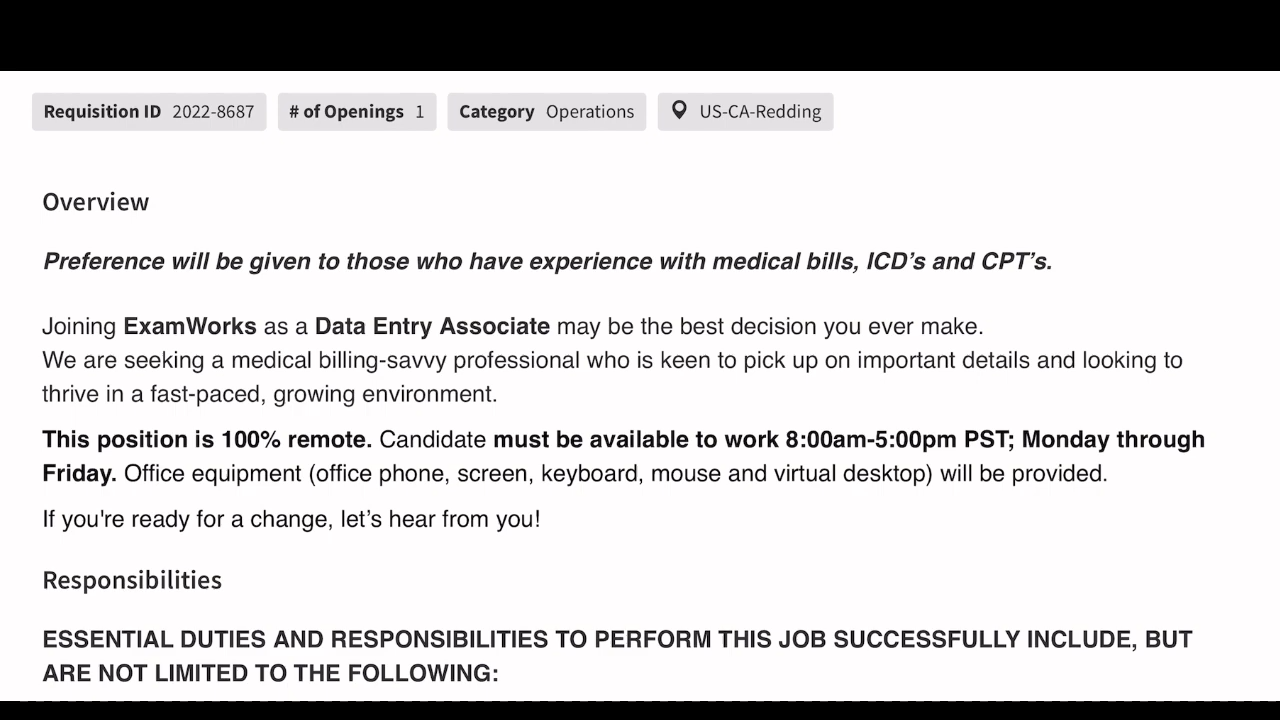 Requisition ID 2022-8687 # of Openings 1 Category Operations US-CA-Redding
Overview
Preference will be given to those who have experience with medical bills, ICD’s and CPT’s.
Joining ExamWorks as a Data Entry Associate may be the best decision you ever make.
We are seeking a medical billing-savvy professional who is keen to pick up on important details and looking to
thrive in a fast-paced, growing environment.
This position is 100% remote. Candidate must be available to work 8:00am-5:00pm PST; Monday through
Friday. Office equipment (office phone, screen, keyboard, mouse and virtual desktop) will be provided.
If you're ready for a change, let’s hear from you!
Responsibilities
ESSENTIAL DUTIES AND RESPONSIBILITIES TO PERFORM THIS JOB SUCCESSFULLY INCLUDE, BUT
ARE NOT LIMITED TO THE FOLLOWING: